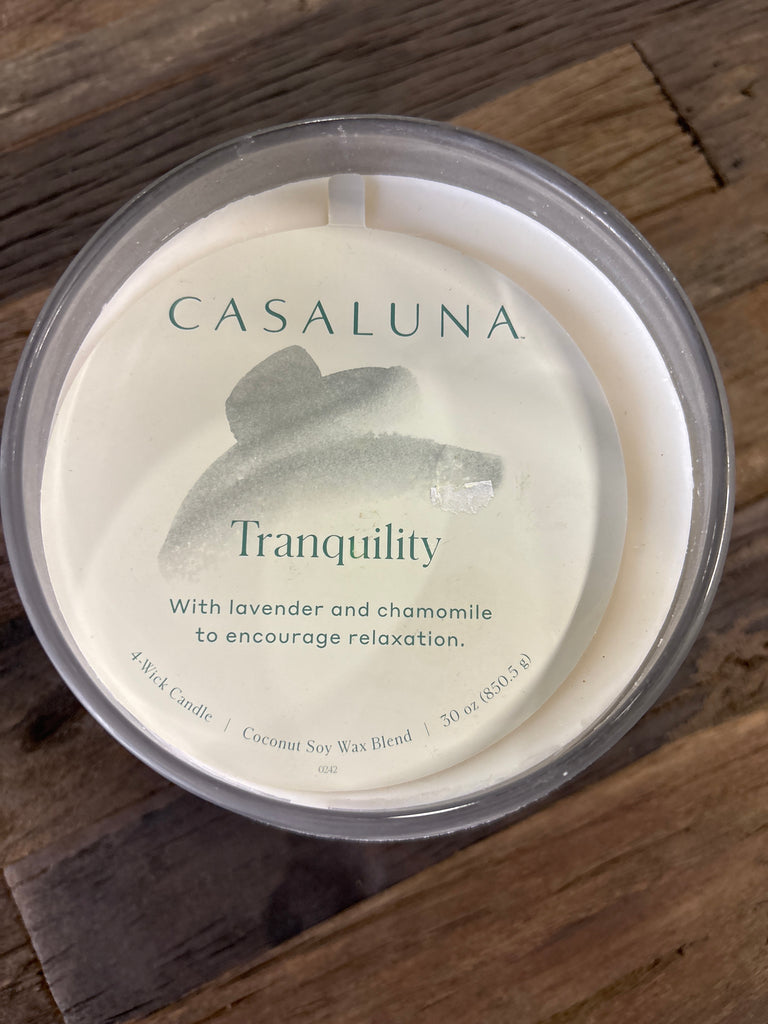 CASALUNA™
Tranquility
With lavender and chamomile
to encourage relaxation.
4-Wick Candle | Coconut Soy Wax Blend | 30 oz (850.5 g)
0242